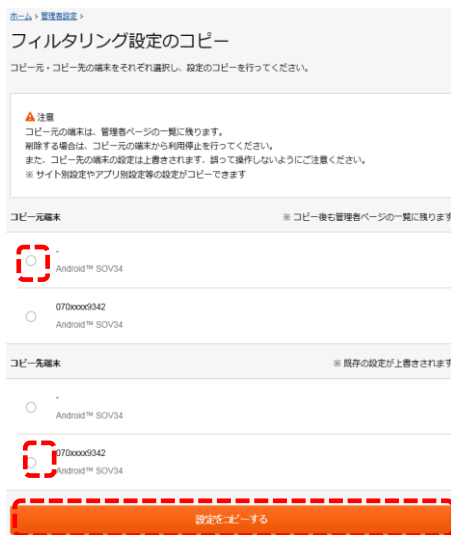 ホーム › 管理者設定 ›
フィルタリング設定のコピー
コピー元・コピー先の端末をそれぞれ選択し、設定のコピーを行ってください。
注意
コピー元の端末は、管理者ページの一覧に残ります。
削除する場合は、コピー元の端末から利用停止を行ってください。
また、コピー先の端末の設定は上書きされます、誤って操作しないようにご注意ください。
※ サイト別設定やアプリ別設定等の設定がコピーできます
コピー元端末 ※ コピー後も管理者ページの一覧に残ります
-
Android™ SOV34
070xxxx9342
Android™ SOV34
コピー先端末 ※ 既存の設定が上書きされます
-
Android™ SOV34
070xxxx9342
Android™ SOV34
設定をコピーする